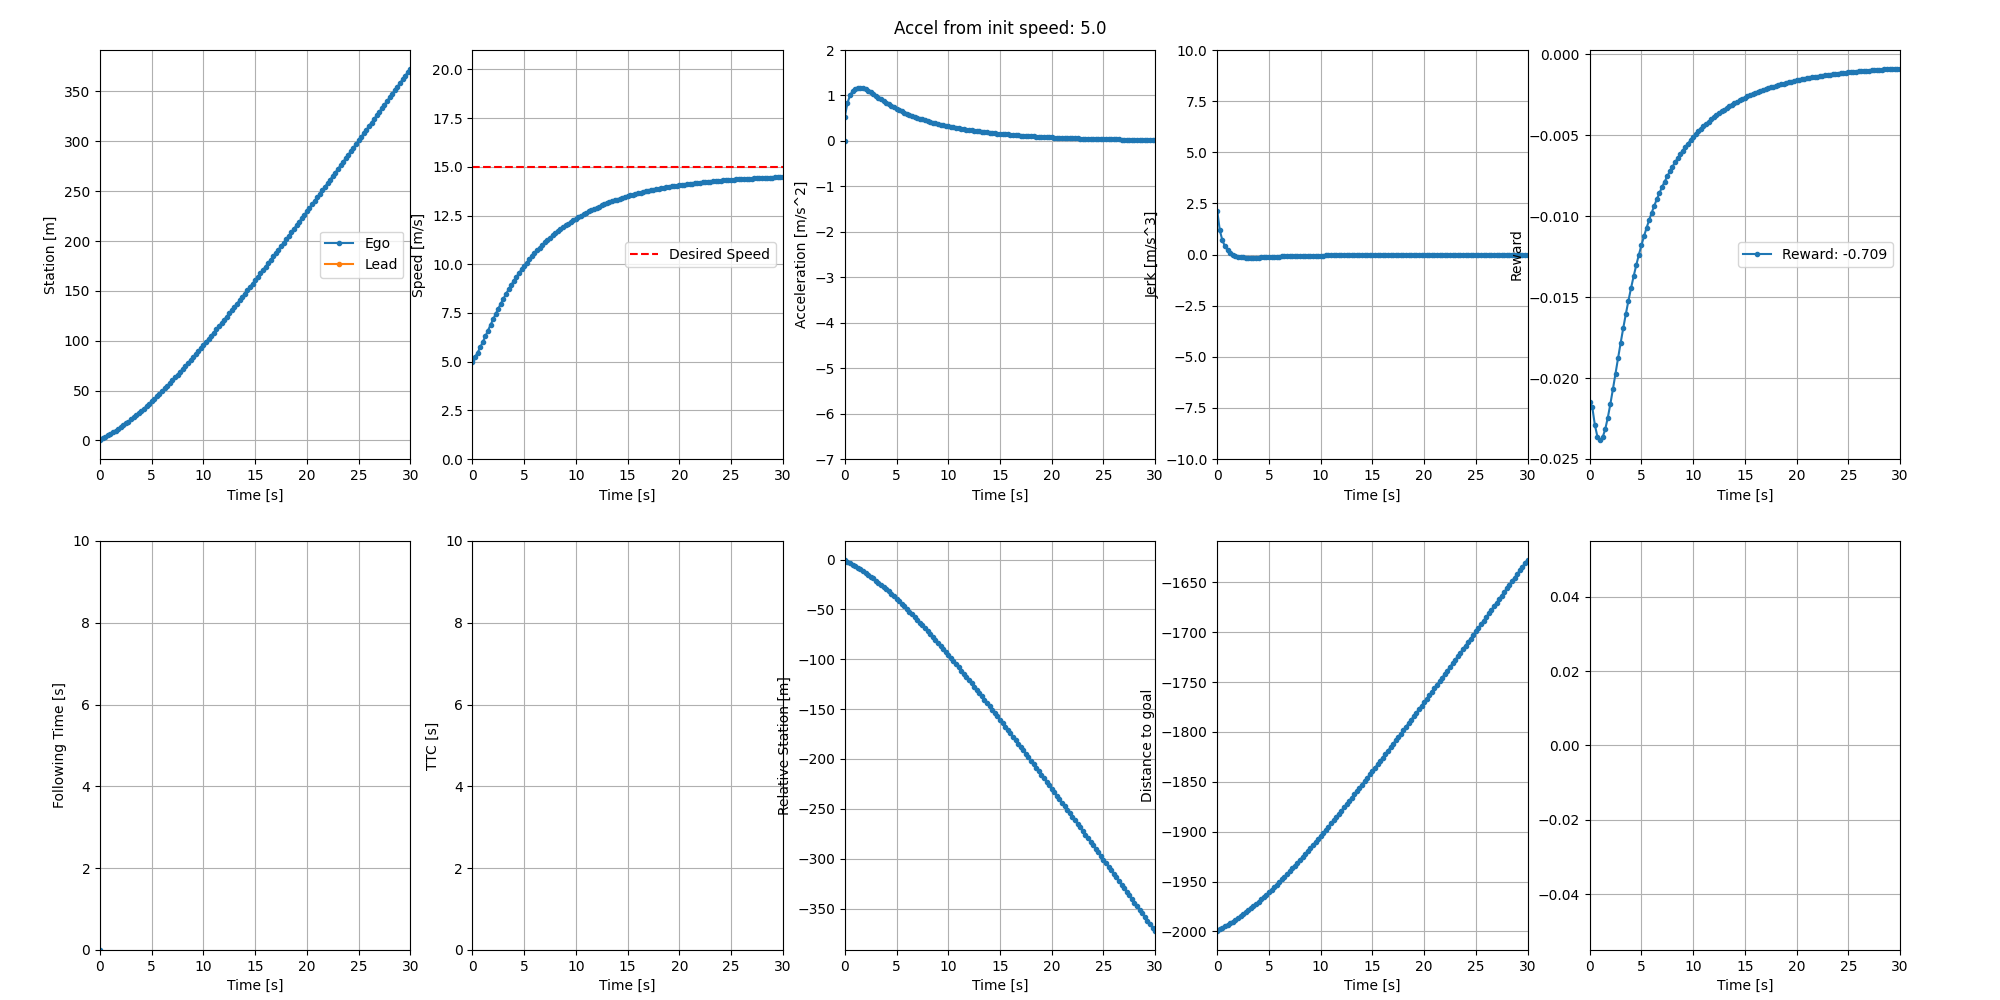 Accel from init speed: 5.0
Station [m]
350
300
250
200
150
100
50
0
Ego
Lead
0 5 10 15 20 25 30
Time [s]
Speed [m/s]
20.0
17.5
15.0
12.5
10.0
7.5
5.0
2.5
0.0
Desired Speed
0 5 10 15 20 25 30
Time [s]
Acceleration [m/s^2]
2
1
0
−1
−2
−3
−4
−5
−6
−7
0 5 10 15 20 25 30
Time [s]
Jerk [m/s^3]
10.0
7.5
5.0
2.5
0.0
−2.5
−5.0
−7.5
−10.0
0 5 10 15 20 25 30
Time [s]
Reward
0.000
−0.005
−0.010
−0.015
−0.020
−0.025
Reward: -0.709
0 5 10 15 20 25 30
Time [s]
Following Time [s]
10
8
6
4
2
0
0 5 10 15 20 25 30
Time [s]
TTC [s]
10
8
6
4
2
0
0 5 10 15 20 25 30
Time [s]
Relative Station [m]
0
−50
−100
−150
−200
−250
−300
−350
0 5 10 15 20 25 30
Time [s]
Distance to goal
−1650
−1700
−1750
−1800
−1850
−1900
−1950
−2000
0 5 10 15 20 25 30
Time [s]
0.04
0.02
0.00
−0.02
−0.04
0 5 10 15 20 25 30